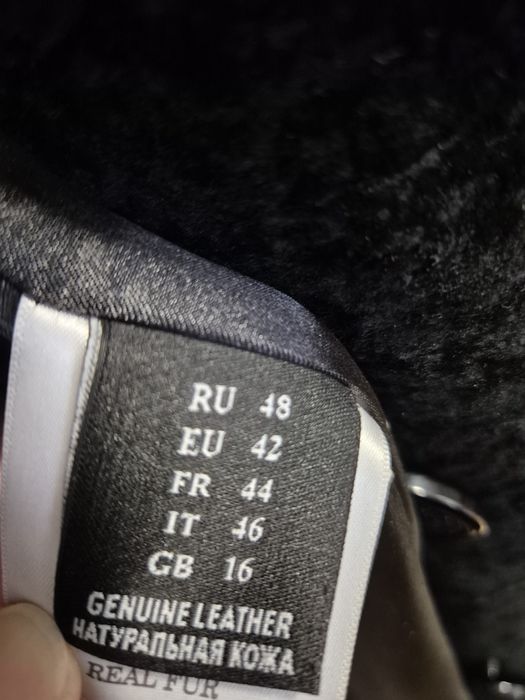 RU 48
EU 42
FR 44
IT 46
GB 16
GENUINE LEATHER
НАТУРАЛЬНАЯ КОЖА
REAL FUR